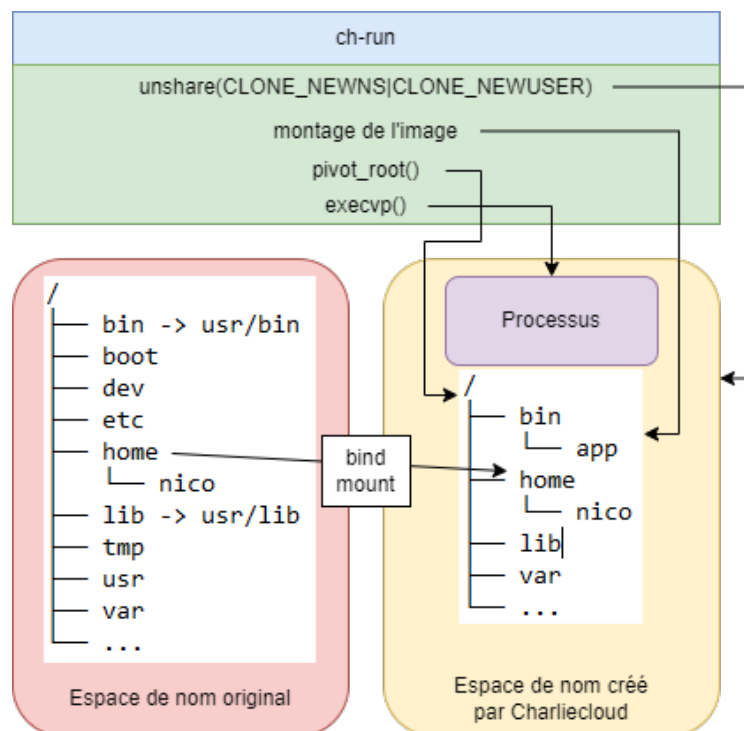 ch-run
unshare(CLONE_NEWNS|CLONE_NEWUSER)
montage de l'image
pivot_root()
execvp()
/
bin -> usr/bin
boot
dev
etc
home
nico
lib -> usr/lib
tmp
usr
var
...
Espace de nom original
bind
mount
Processus
/
bin
app
home
nico
lib
var
...
Espace de nom créé
par Charliecloud